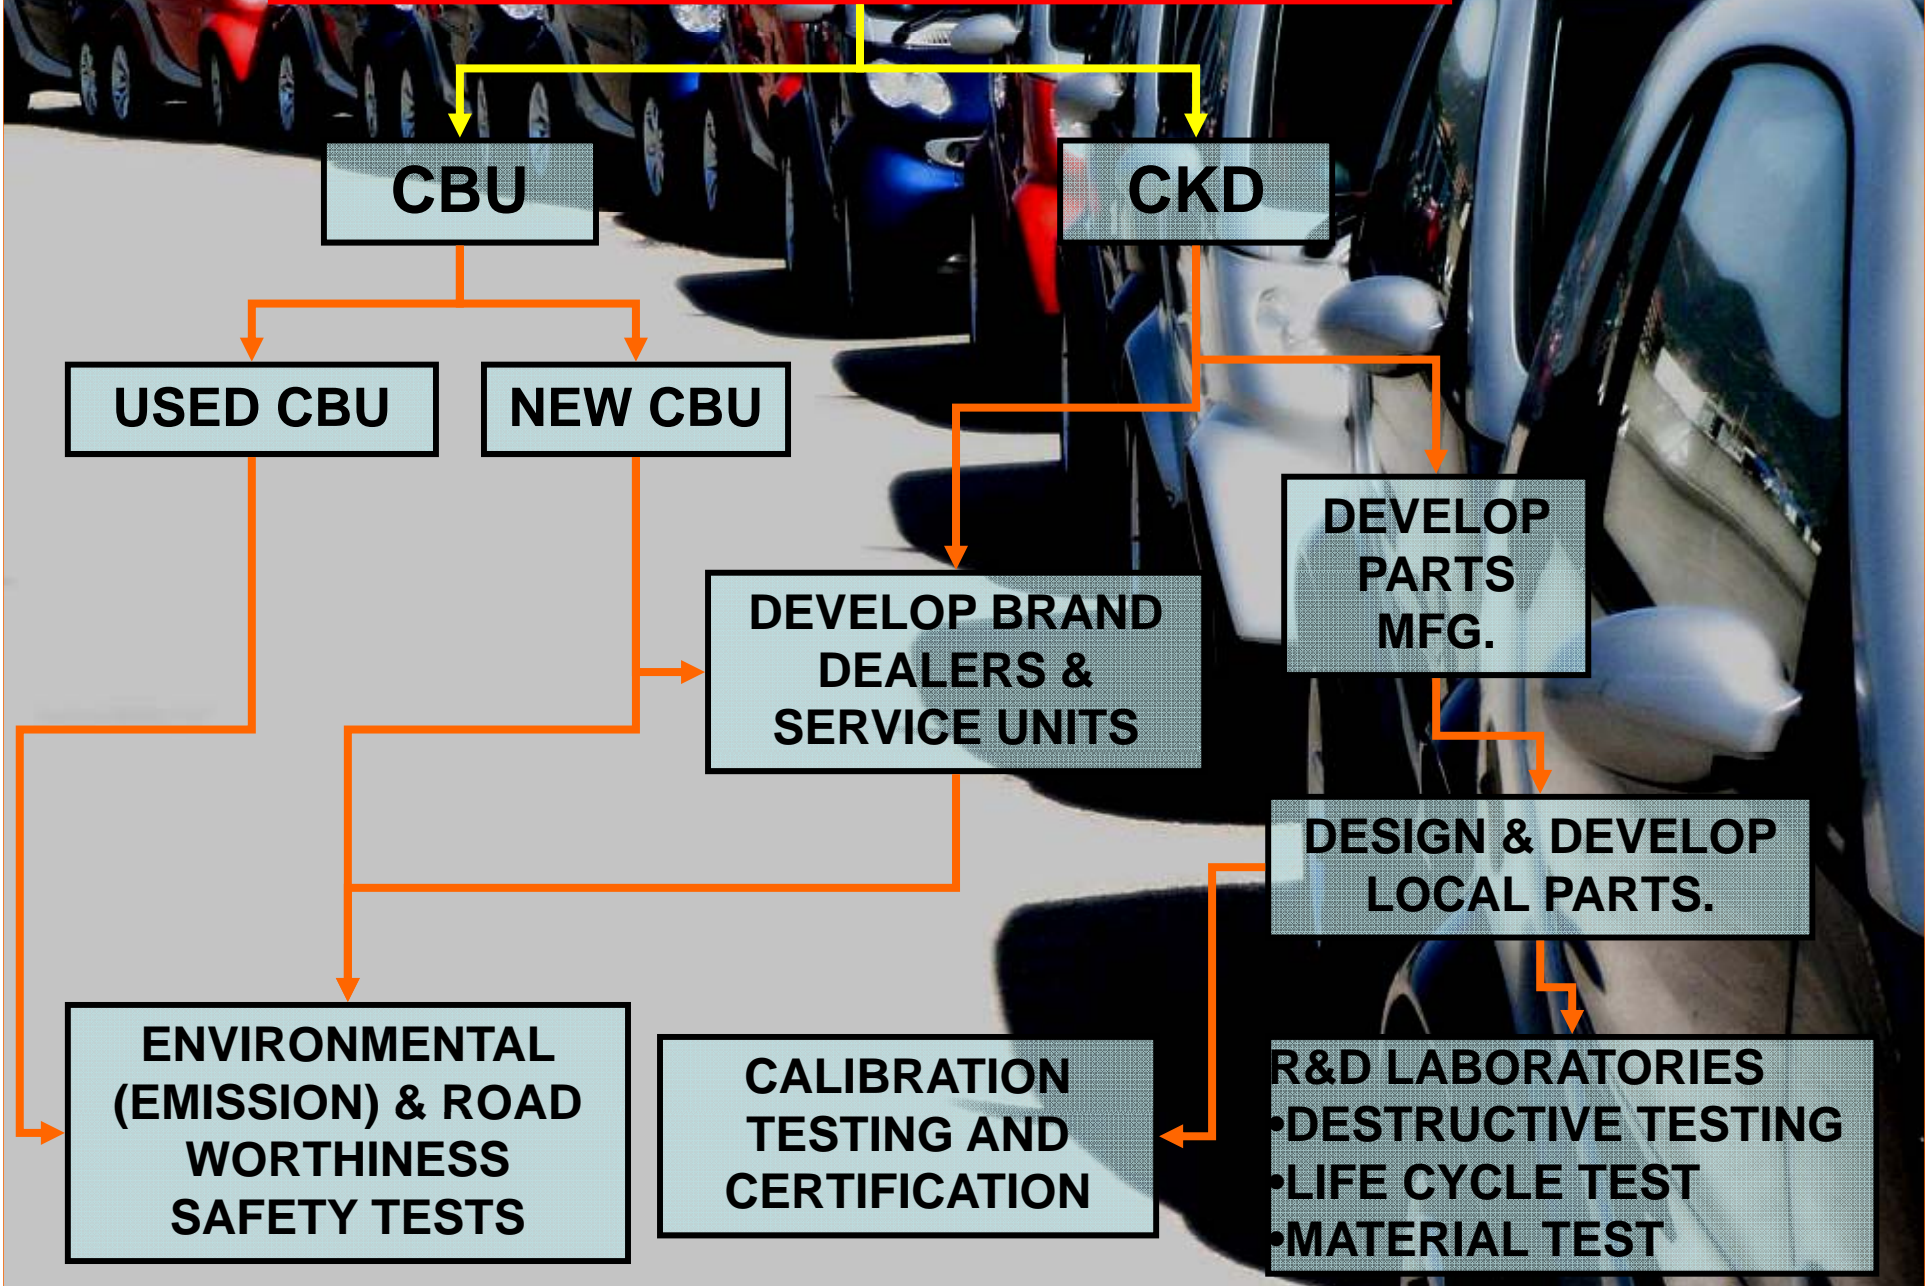 CBU
CKD
USED CBU
NEW CBU
DEVELOP
PARTS
MFG.
DEVELOP BRAND
DEALERS &
SERVICE UNITS
DESIGN & DEVELOP
LOCAL PARTS.
ENVIRONMENTAL
(EMISSION) & ROAD
WORTHINESS
SAFETY TESTS
CALIBRATION
TESTING AND
CERTIFICATION
R&D LABORATORIES
•DESTRUCTIVE TESTING
•LIFE CYCLE TEST
•MATERIAL TEST